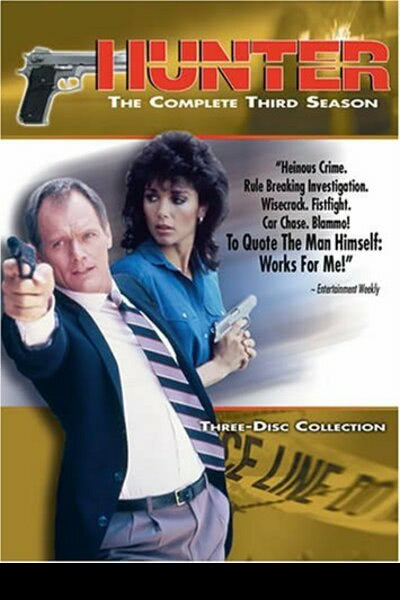 HUNTER
THE COMPLETE THIRD SEASON
"Heinous Crime.
Rule Breaking Investigation.
Wisecrack. Fistfight.
Car Chase. Blammo!
To Quote The Man Himself:
Works For Me!"
~ Entertainment Weekly
THREE-DISC COLLECTION
CE LINE DO